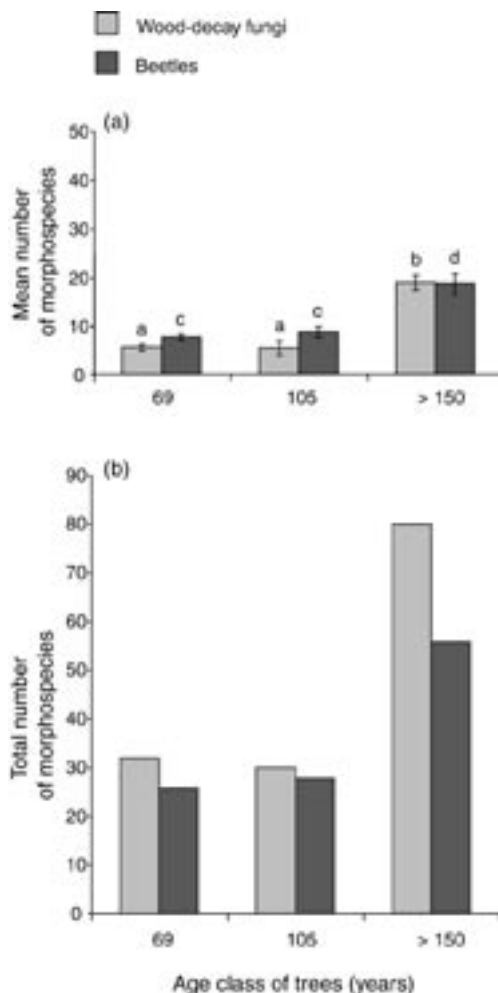 Wood-decay fungi
Beetles
(a)
Mean number
of morphospecies
50
40
30
20
10
0
a
c
a
c
b
d
69
105
> 150
(b)
Total number
of morphospecies
90
80
70
60
50
40
30
20
10
0
69
105
> 150
Age class of trees (years)